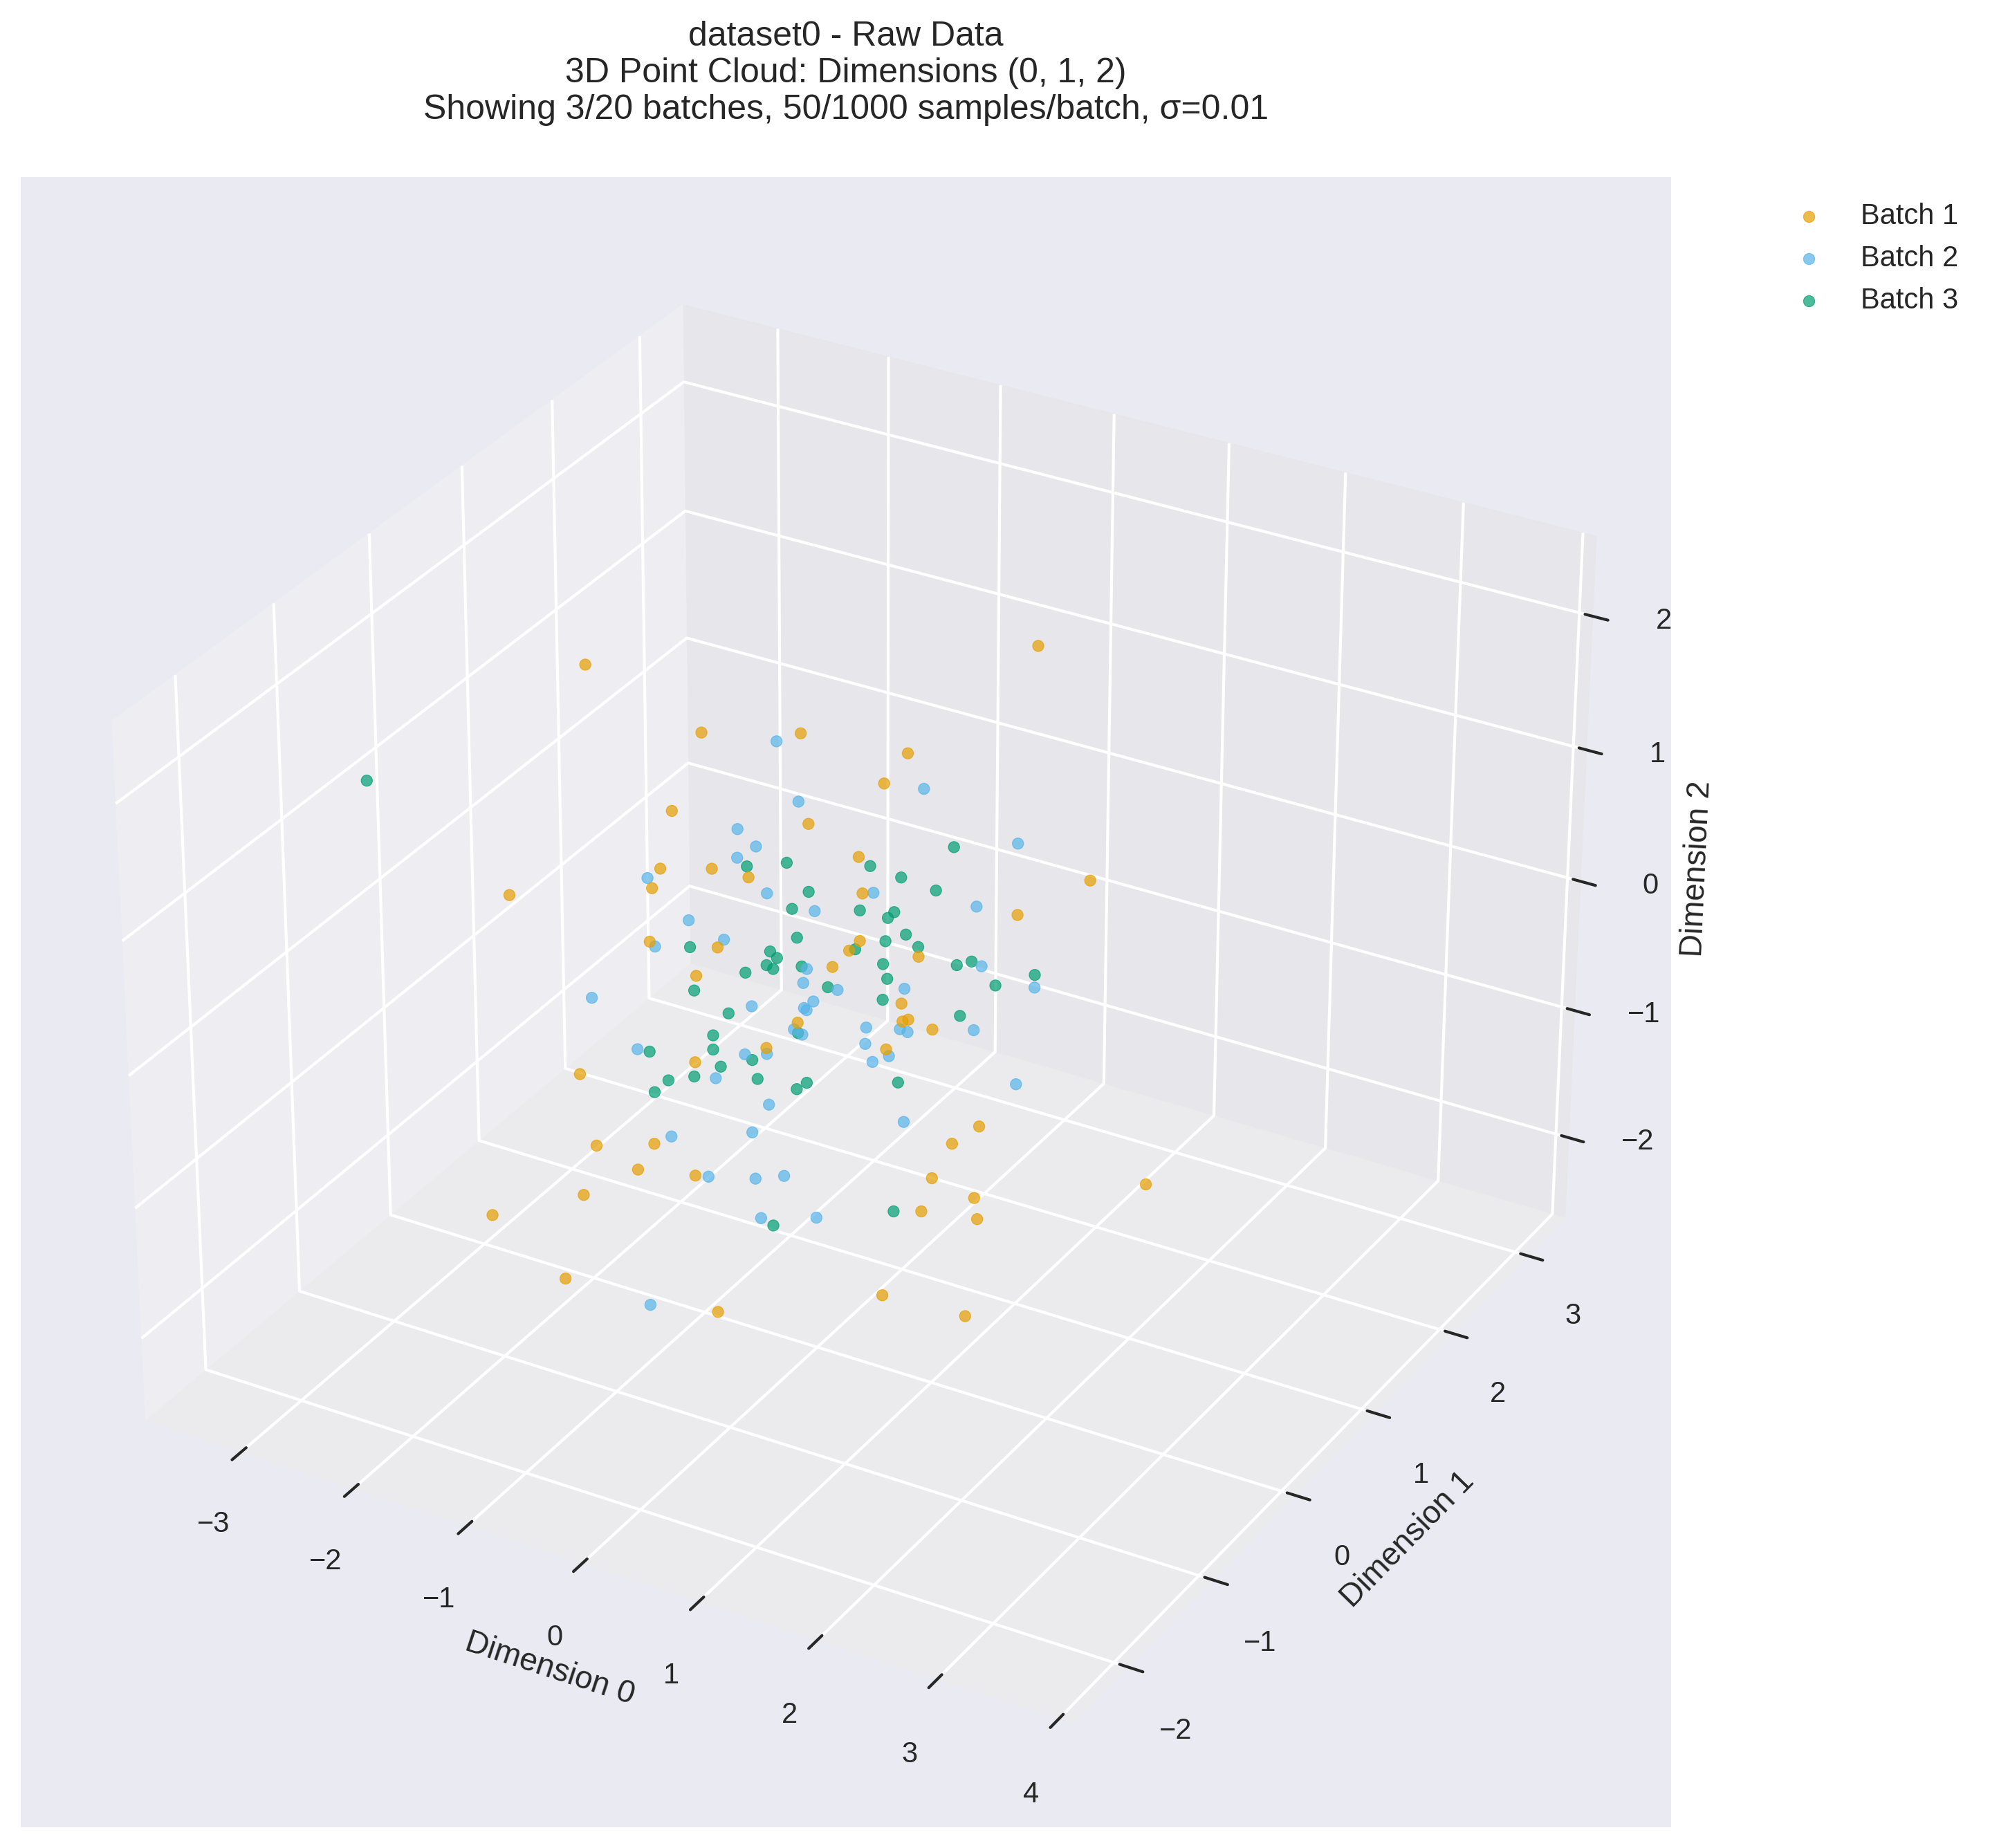 dataset0 - Raw Data
3D Point Cloud: Dimensions (0, 1, 2)
Showing 3/20 batches, 50/1000 samples/batch, σ=0.01
Batch 1
Batch 2
Batch 3
2
1
0
−1
−2
Dimension 2
3
2
1
0
−1
−2
Dimension 1
−3
−2
−1
0
1
2
3
4
Dimension 0